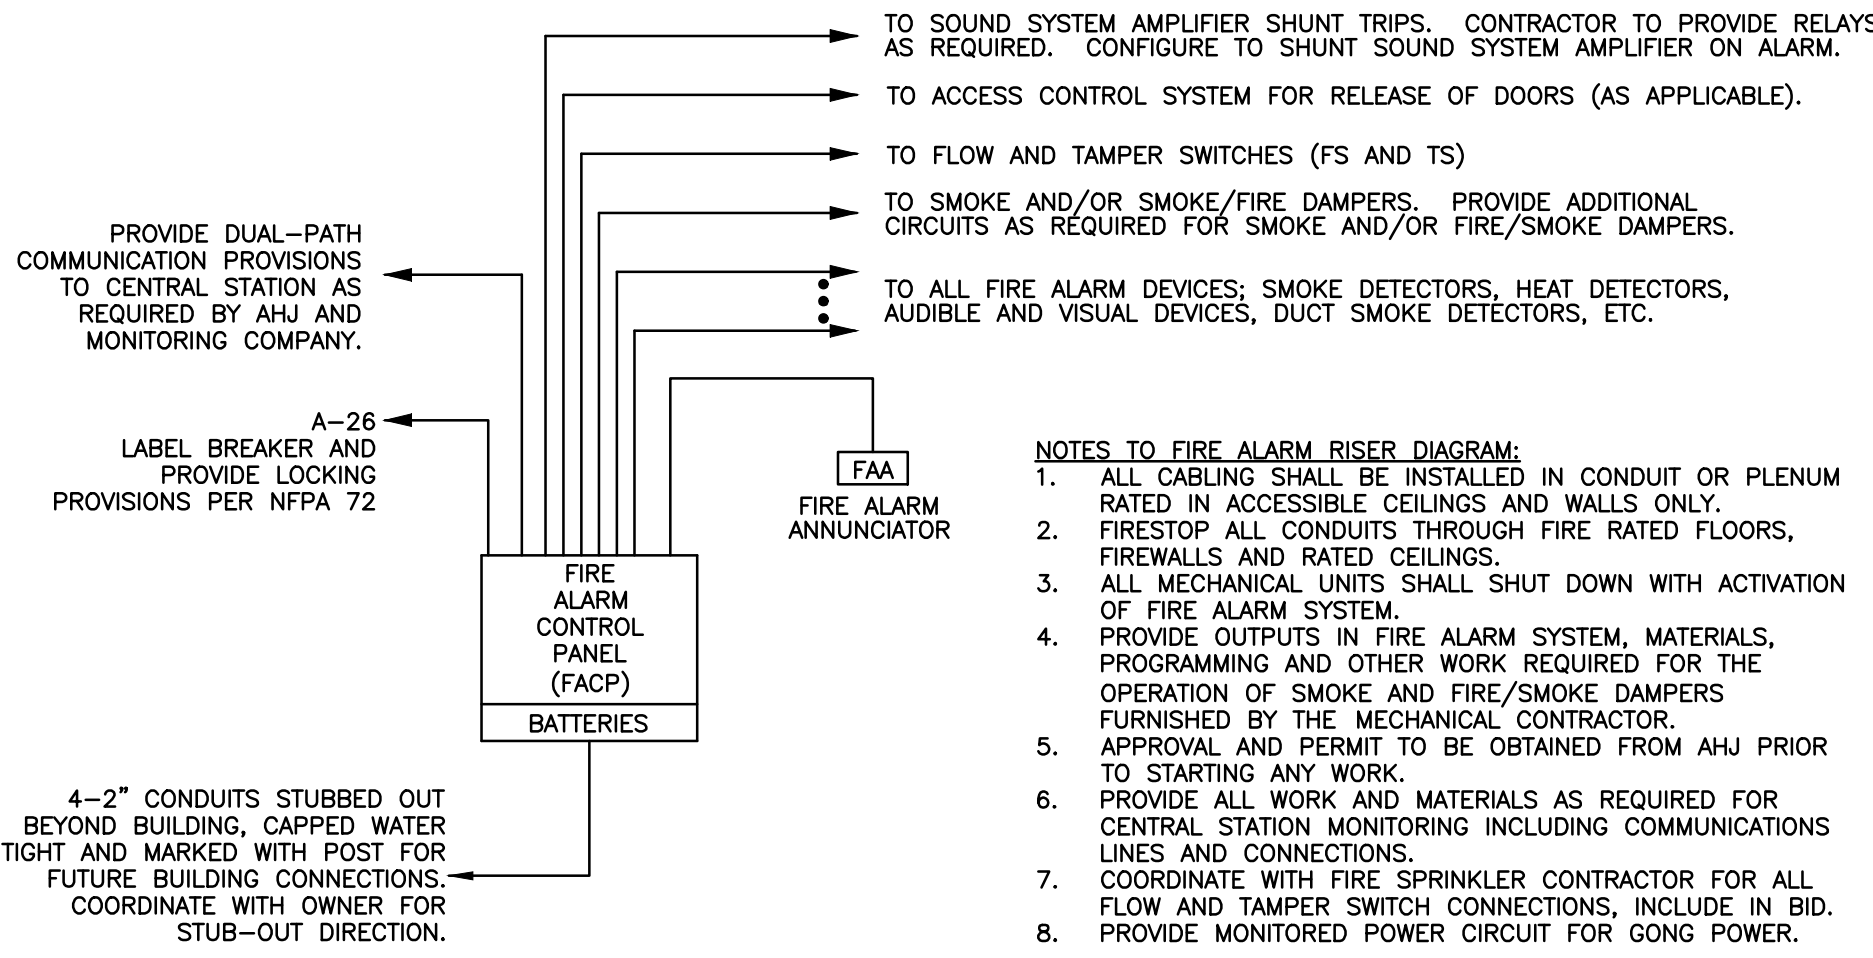 TO SOUND SYSTEM AMPLIFIER SHUNT TRIPS. CONTRACTOR TO PROVIDE RELAYS
AS REQUIRED. CONFIGURE TO SHUNT SOUND SYSTEM AMPLIFIER ON ALARM.
TO ACCESS CONTROL SYSTEM FOR RELEASE OF DOORS (AS APPLICABLE).
TO FLOW AND TAMPER SWITCHES (FS AND TS)
TO SMOKE AND/OR SMOKE/FIRE DAMPERS. PROVIDE ADDITIONAL
CIRCUITS AS REQUIRED FOR SMOKE AND/OR FIRE/SMOKE DAMPERS.
TO ALL FIRE ALARM DEVICES; SMOKE DETECTORS, HEAT DETECTORS,
AUDIBLE AND VISUAL DEVICES, DUCT SMOKE DETECTORS, ETC.
PROVIDE DUAL-PATH
COMMUNICATION PROVISIONS
TO CENTRAL STATION AS
REQUIRED BY AHJ AND
MONITORING COMPANY.
A-26
LABEL BREAKER AND
PROVIDE LOCKING
PROVISIONS PER NFPA 72
FAA
FIRE ALARM
ANNUNCIATOR
FIRE
ALARM
CONTROL
PANEL
(FACP)
BATTERIES
4-2" CONDUITS STUBBED OUT
BEYOND BUILDING, CAPPED WATER
TIGHT AND MARKED WITH POST FOR
FUTURE BUILDING CONNECTIONS.
COORDINATE WITH OWNER FOR
STUB-OUT DIRECTION.
NOTES TO FIRE ALARM RISER DIAGRAM:
1. ALL CABLING SHALL BE INSTALLED IN CONDUIT OR PLENUM
RATED IN ACCESSIBLE CEILINGS AND WALLS ONLY.
2. FIRESTOP ALL CONDUITS THROUGH FIRE RATED FLOORS,
FIREWALLS AND RATED CEILINGS.
3. ALL MECHANICAL UNITS SHALL SHUT DOWN WITH ACTIVATION
OF FIRE ALARM SYSTEM.
4. PROVIDE OUTPUTS IN FIRE ALARM SYSTEM, MATERIALS,
PROGRAMMING AND OTHER WORK REQUIRED FOR THE
OPERATION OF SMOKE AND FIRE/SMOKE DAMPERS
FURNISHED BY THE MECHANICAL CONTRACTOR.
5. APPROVAL AND PERMIT TO BE OBTAINED FROM AHJ PRIOR
TO STARTING ANY WORK.
6. PROVIDE ALL WORK AND MATERIALS AS REQUIRED FOR
CENTRAL STATION MONITORING INCLUDING COMMUNICATIONS
LINES AND CONNECTIONS.
7. COORDINATE WITH FIRE SPRINKLER CONTRACTOR FOR ALL
FLOW AND TAMPER SWITCH CONNECTIONS, INCLUDE IN BID.
8. PROVIDE MONITORED POWER CIRCUIT FOR GONG POWER.